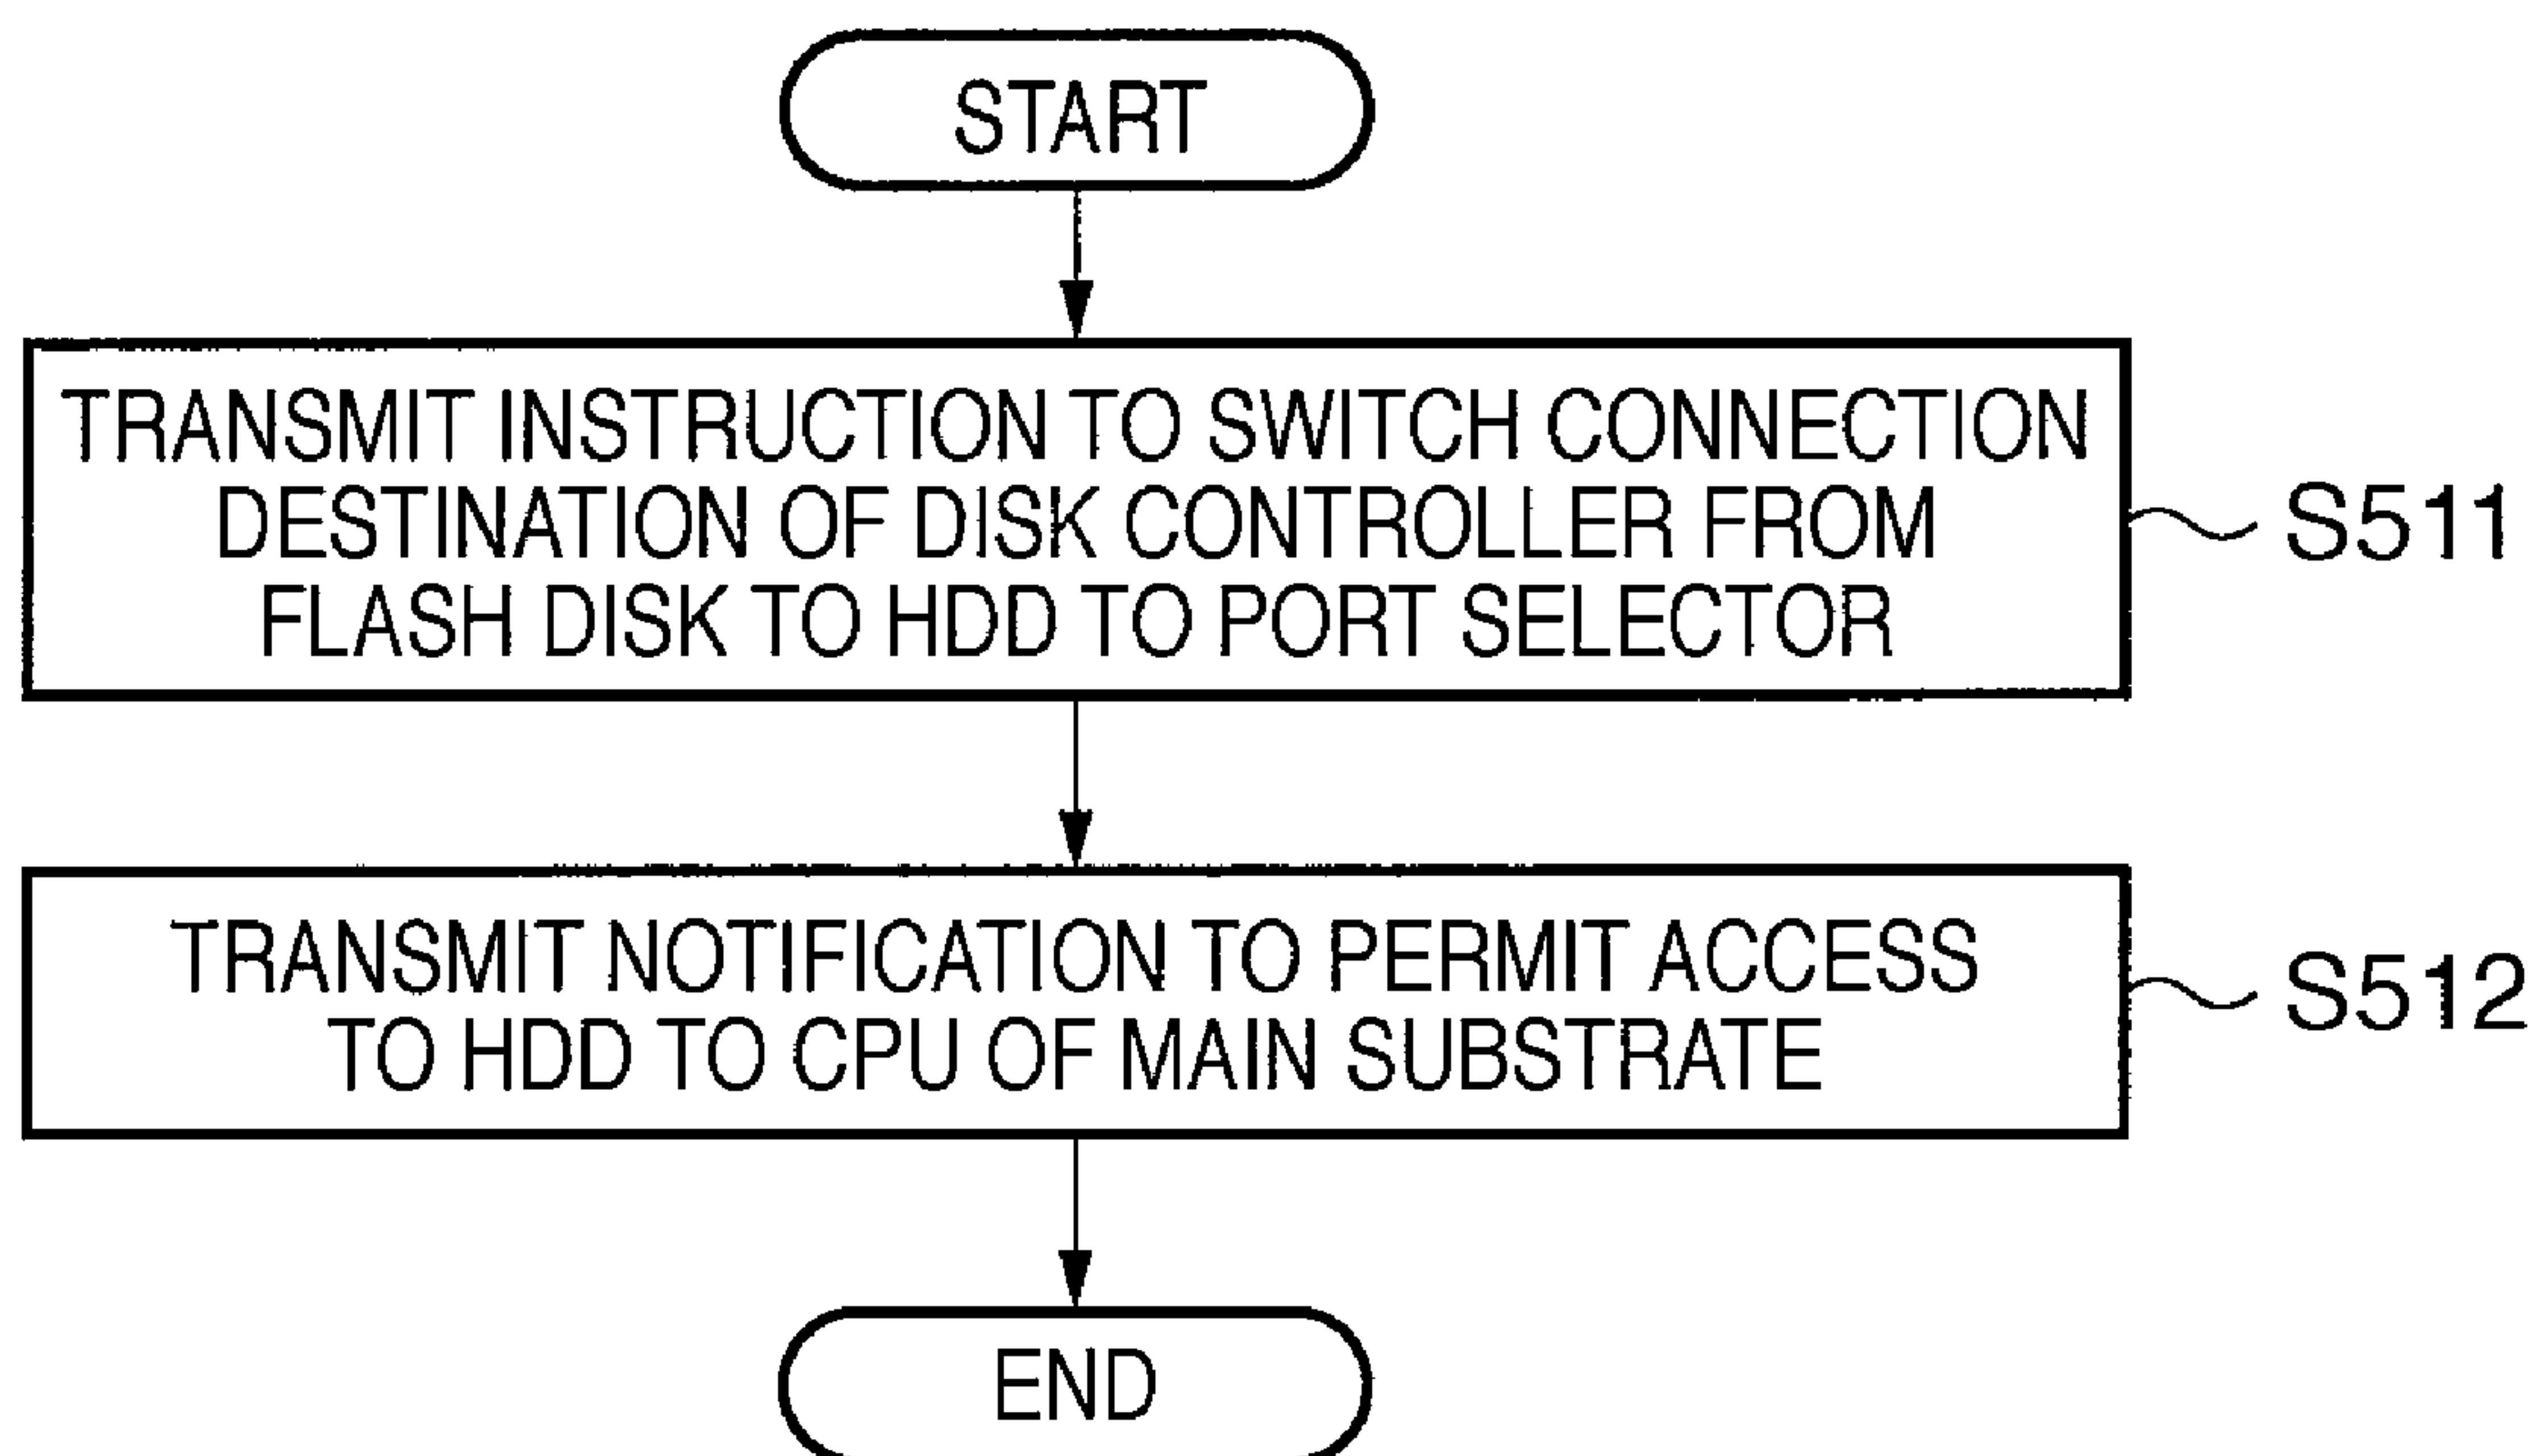 START
TRANSMIT INSTRUCTION TO SWITCH CONNECTION
DESTINATION OF DISK CONTROLLER FROM
FLASH DISK TO HDD TO PORT SELECTOR
S511
TRANSMIT NOTIFICATION TO PERMIT ACCESS
TO HDD TO CPU OF MAIN SUBSTRATE
S512
END